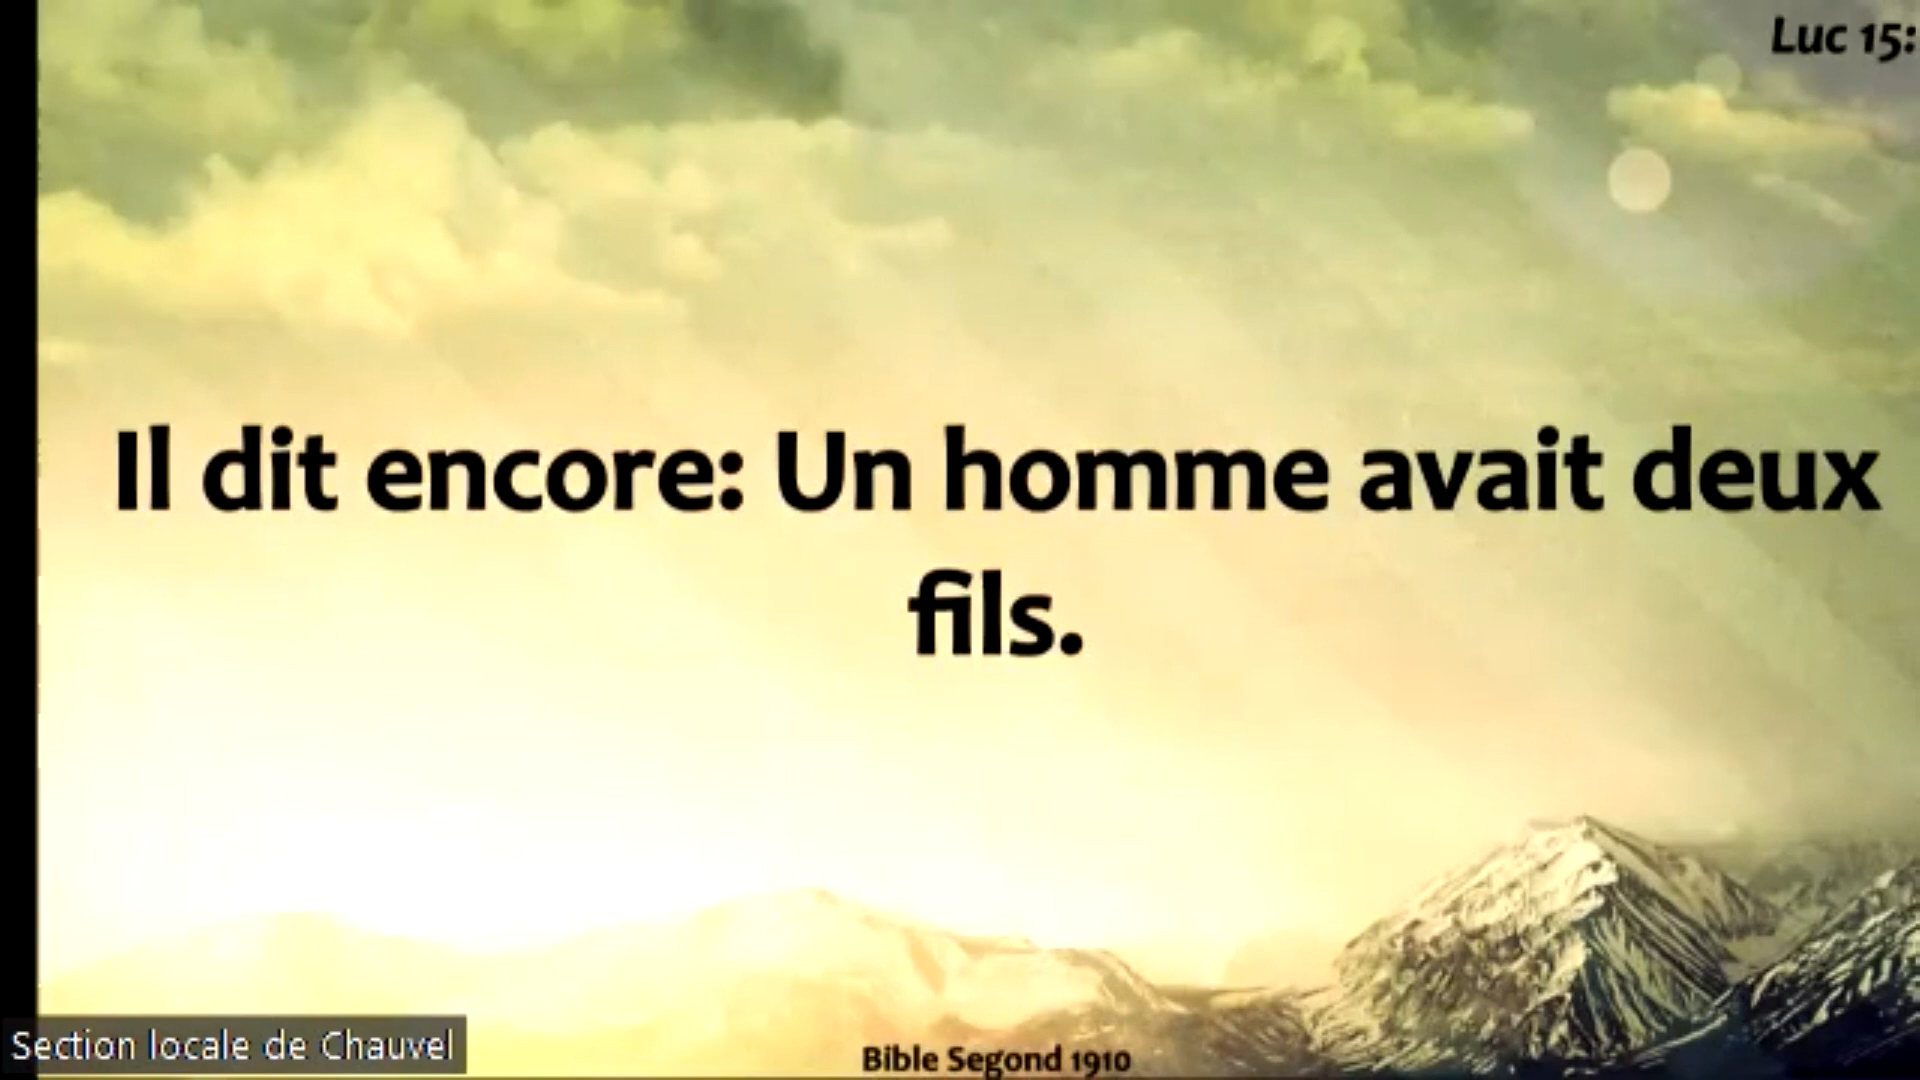 Luc 15:
Il dit encore: Un homme avait deux
fils.
Section locale de Chauvel
Bible Segond 1910